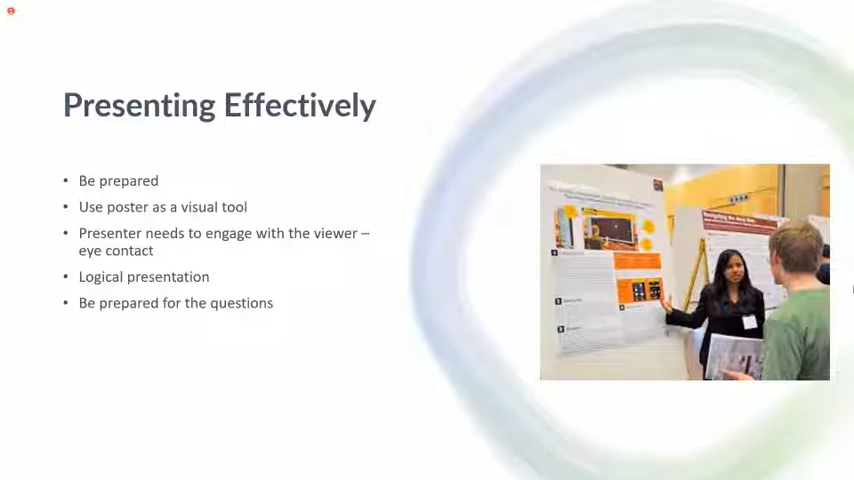 Presenting Effectively
• Be prepared
• Use poster as a visual tool
• Presenter needs to engage with the viewer –
eye contact
• Logical presentation
• Be prepared for the questions